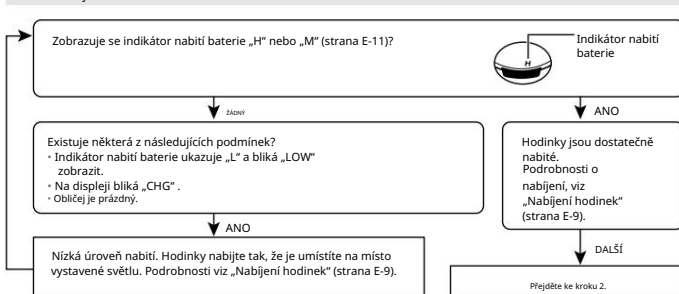 Zobrazuje se indikátor nabití baterie „H" nebo „M" (strana E-11)?
Indikátor nabití
baterie
H
ŽÁDNÝ
ANO
Existuje některá z následujících podmínek?
• Indikátor nabití baterie ukazuje „L" a bliká „LOW"
zobrazit.
• Na displeji bliká „CHG" .
• Obličej je prázdný.
Hodinky jsou dostatečně
nabité.
Podrobnosti o
nabíjení, viz
„Nabíjení hodinek"
(strana E-9).
ANO
DALŠÍ
Nízká úroveň nabití. Hodinky nabijte tak, že je umístíte na místo
vystavené světlu. Podrobnosti viz „Nabíjení hodinek" (strana E-9).
Přejděte ke kroku 2.